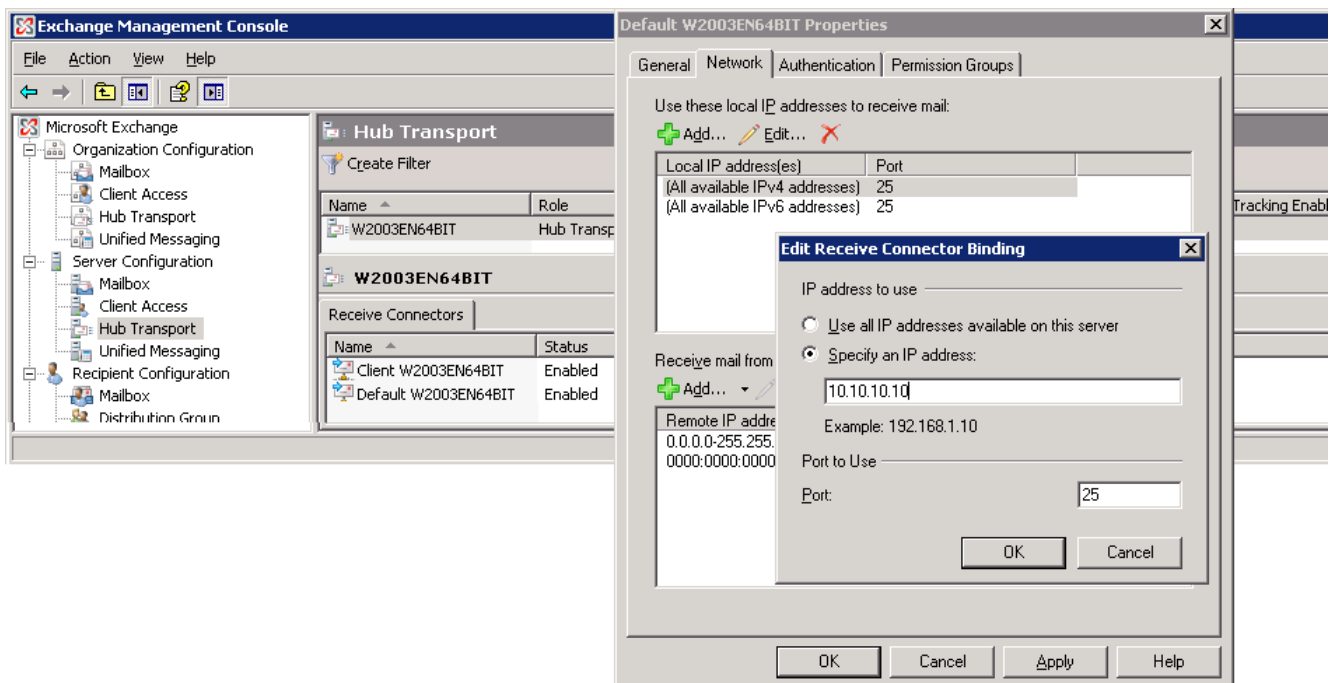 Exchange Management Console
File Action View Help
Microsoft Exchange
Organization Configuration
Mailbox
Client Access
Hub Transport
Unified Messaging
Server Configuration
Mailbox
Client Access
Hub Transport
Unified Messaging
Recipient Configuration
Mailbox
Distribution Group
Hub Transport
Create Filter
Name Role
W2003EN64BIT Hub Transp
W2003EN64BIT
Receive Connectors
Name Status
Client W2003EN64BIT Enabled
Default W2003EN64BIT Enabled
Tracking Enabl
Default W2003EN64BIT Properties
General Network Authentication Permission Groups
Use these local IP addresses to receive mail:
Add... Edit...
Local IP address(es) Port
(All available IPv4 addresses) 25
(All available IPv6 addresses) 25
Receive mail from
Add...
Remote IP addre
0.0.0.0-255.255.
0000:0000:0000
Edit Receive Connector Binding
IP address to use
Use all IP addresses available on this server
Specify an IP address:
10.10.10.10
Example: 192.168.1.10
Port to Use
Port: 25
OK Cancel
OK Cancel Apply Help